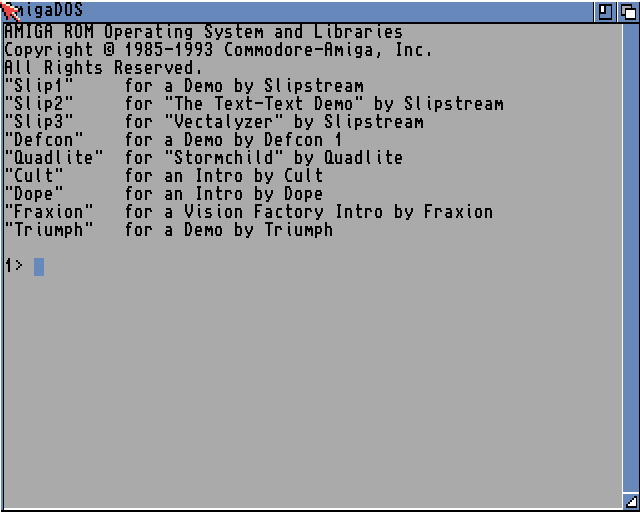 AmigaDOS
AMIGA ROM Operating System and Libraries
Copyright © 1985-1993 Commodore-Amiga, Inc.
All Rights Reserved.
"Slip1"     for a Demo by Slipstream
"Slip2"     for "The Text-Text Demo" by Slipstream
"Slip3"     for "Vectalyzer" by Slipstream
"Defcon"    for a Demo by Defcon 1
"Quadlite"  for "Stormchild" by Quadlite
"Cult"      for an Intro by Cult
"Dope"      for an Intro by Dope
"Fraxion"   for a Vision Factory Intro by Fraxion
"Triumph"   for a Demo by Triumph
1>